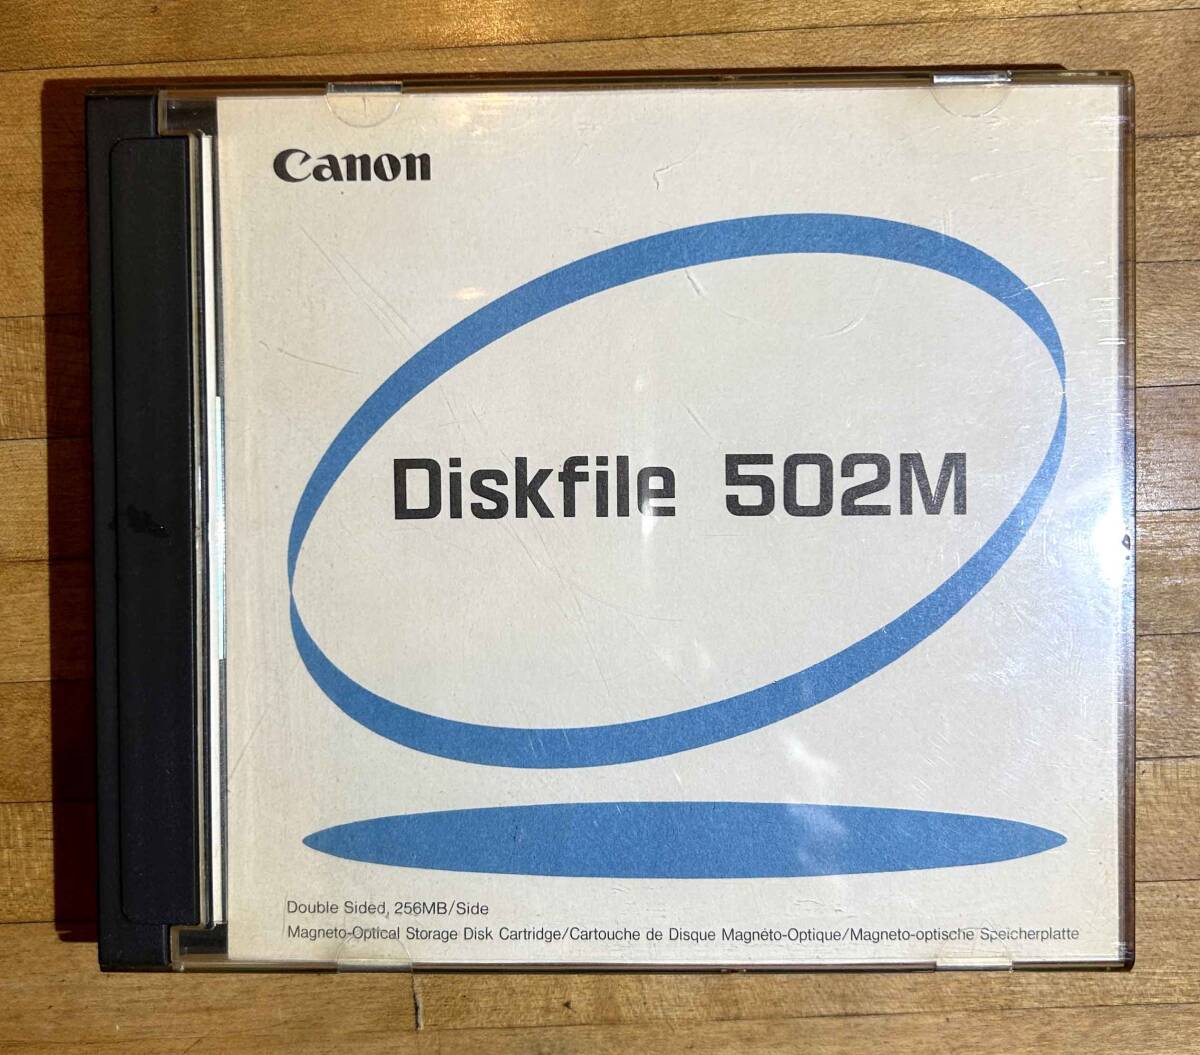 Canon
Diskfile 502M
Double Sided, 256MB/Side
Magneto-Optical Storage Disk Cartridge/Cartouche de Disque Magnéto-Optique/Magneto-optische Speicherplatte